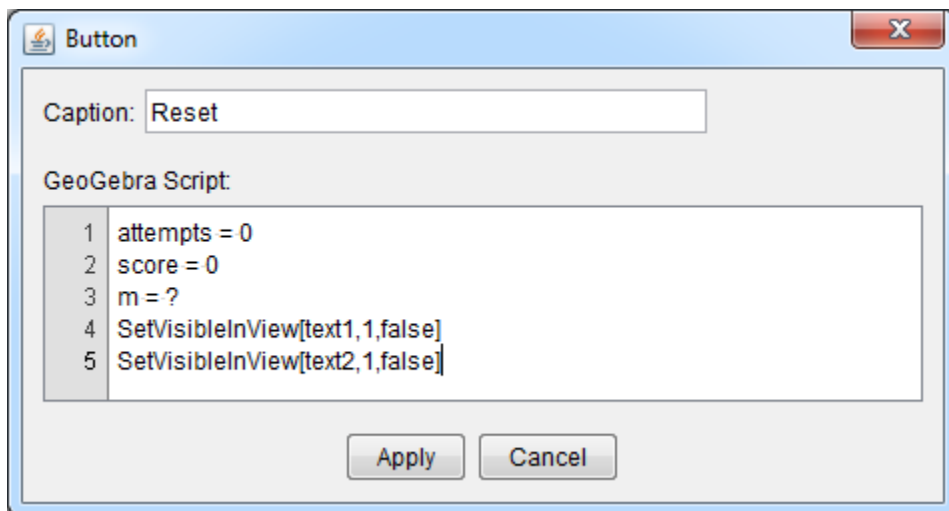 Button
Caption: Reset
GeoGebra Script:
1 attempts = 0
2 score = 0
3 m = ?
4 SetVisibleInView[text1,1,false]
5 SetVisibleInView[text2,1,false]
Apply Cancel